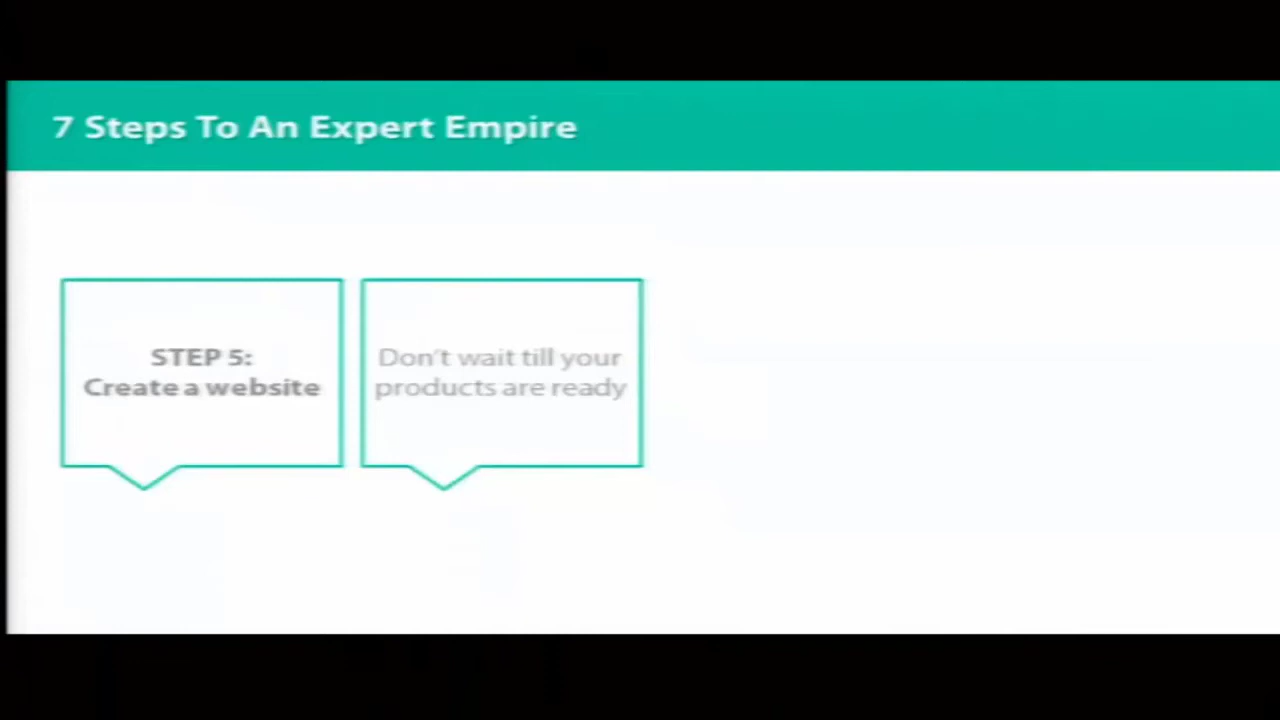 7 Steps To An Expert Empire
STEP 5:
Create a website
Don't wait till your
products are ready